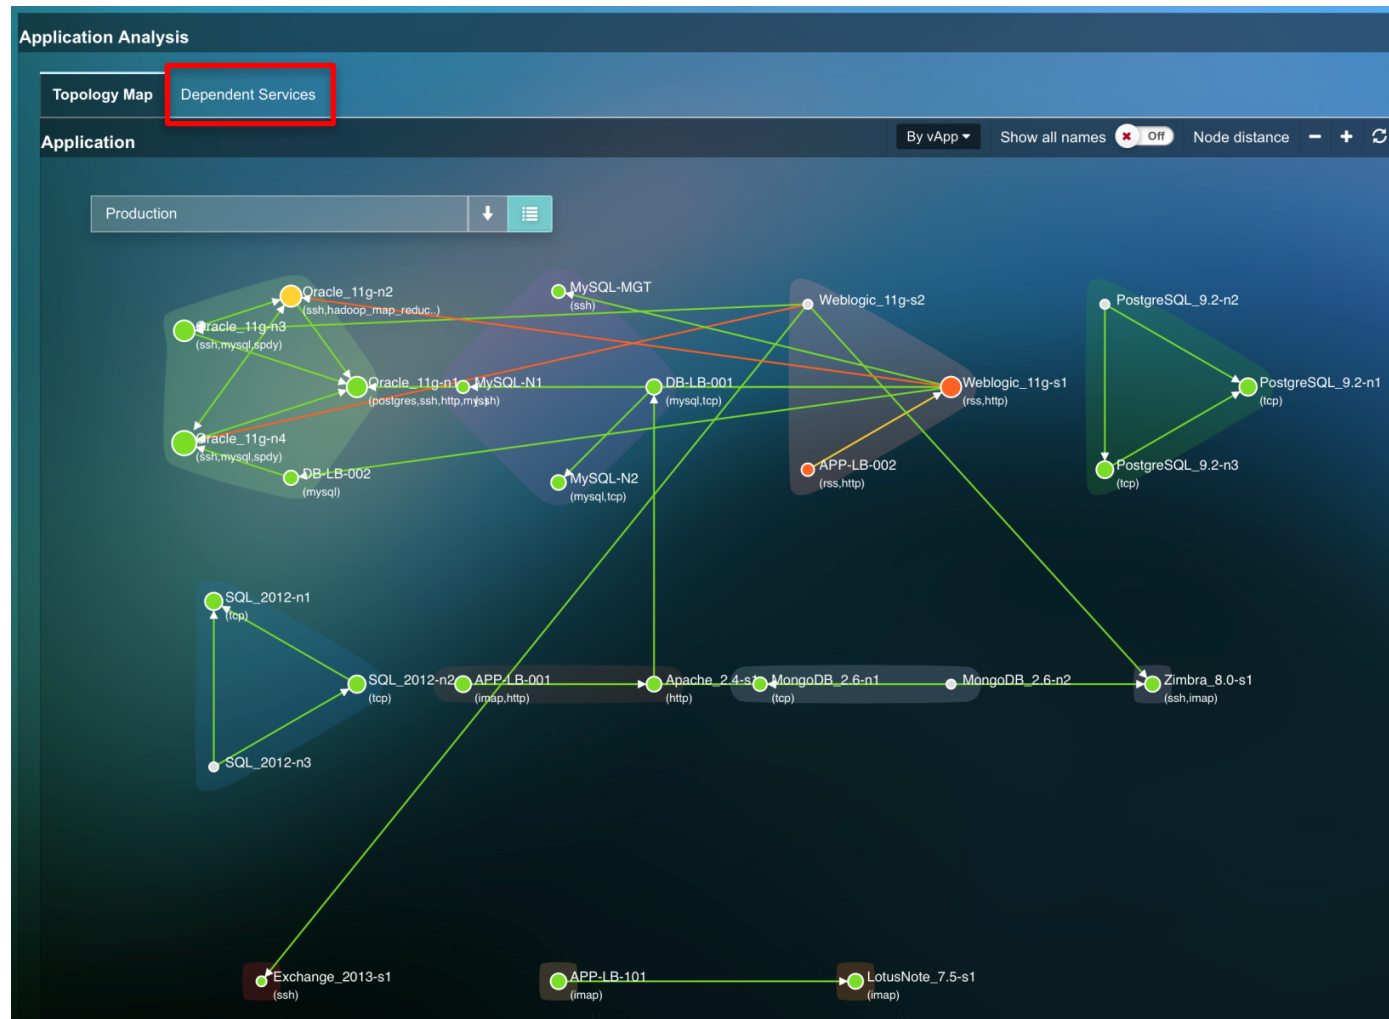 Application Analysis
Topology Map
Dependent Services
Application
By vApp
Show all names
Off
Node distance
Production
Oracle_11g-n2
(ssh,hadoop_map_reduc..)
MySQL-MGT
(ssh)
Weblogic_11g-s2
PostgreSQL_9.2-n2
Oracle_11g-n3
(ssh,mysql,spdy)
Oracle_11g-n1
(postgres,ssh,http,mys
MySQL-N1
(ssh)
DB-LB-001
(mysql,tcp)
Weblogic_11g-s1
(rss,http)
PostgreSQL_9.2-n1
(tcp)
Oracle_11g-n4
(ssh,mysql,spdy)
DB-LB-002
(mysql)
MySQL-N2
(mysql,tcp)
APP-LB-002
(rss,http)
PostgreSQL_9.2-n3
(tcp)
SQL_2012-n1
(tcp)
SQL_2012-n2
(tcp)
APP-LB-001
(imap,http)
Apache_2.4-s1
(http)
MongoDB_2.6-n1
(tcp)
MongoDB_2.6-n2
Zimbra_8.0-s1
(ssh,imap)
SQL_2012-n3
Exchange_2013-s1
(ssh)
APP-LB-101
(imap)
LotusNote_7.5-s1
(imap)